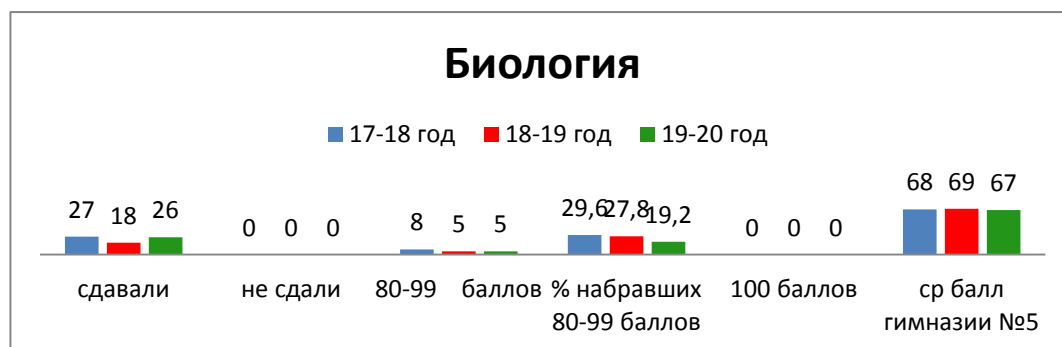 Биология
17-18 год 18-19 год 19-20 год
27 18 26 0 0 0 8 5 5 29,6 27,8 19,2 0 0 0 68 69 67
сдавали не сдали 80-99 баллов % набравших 100 баллов ср балл
80-99 баллов гимназии №5